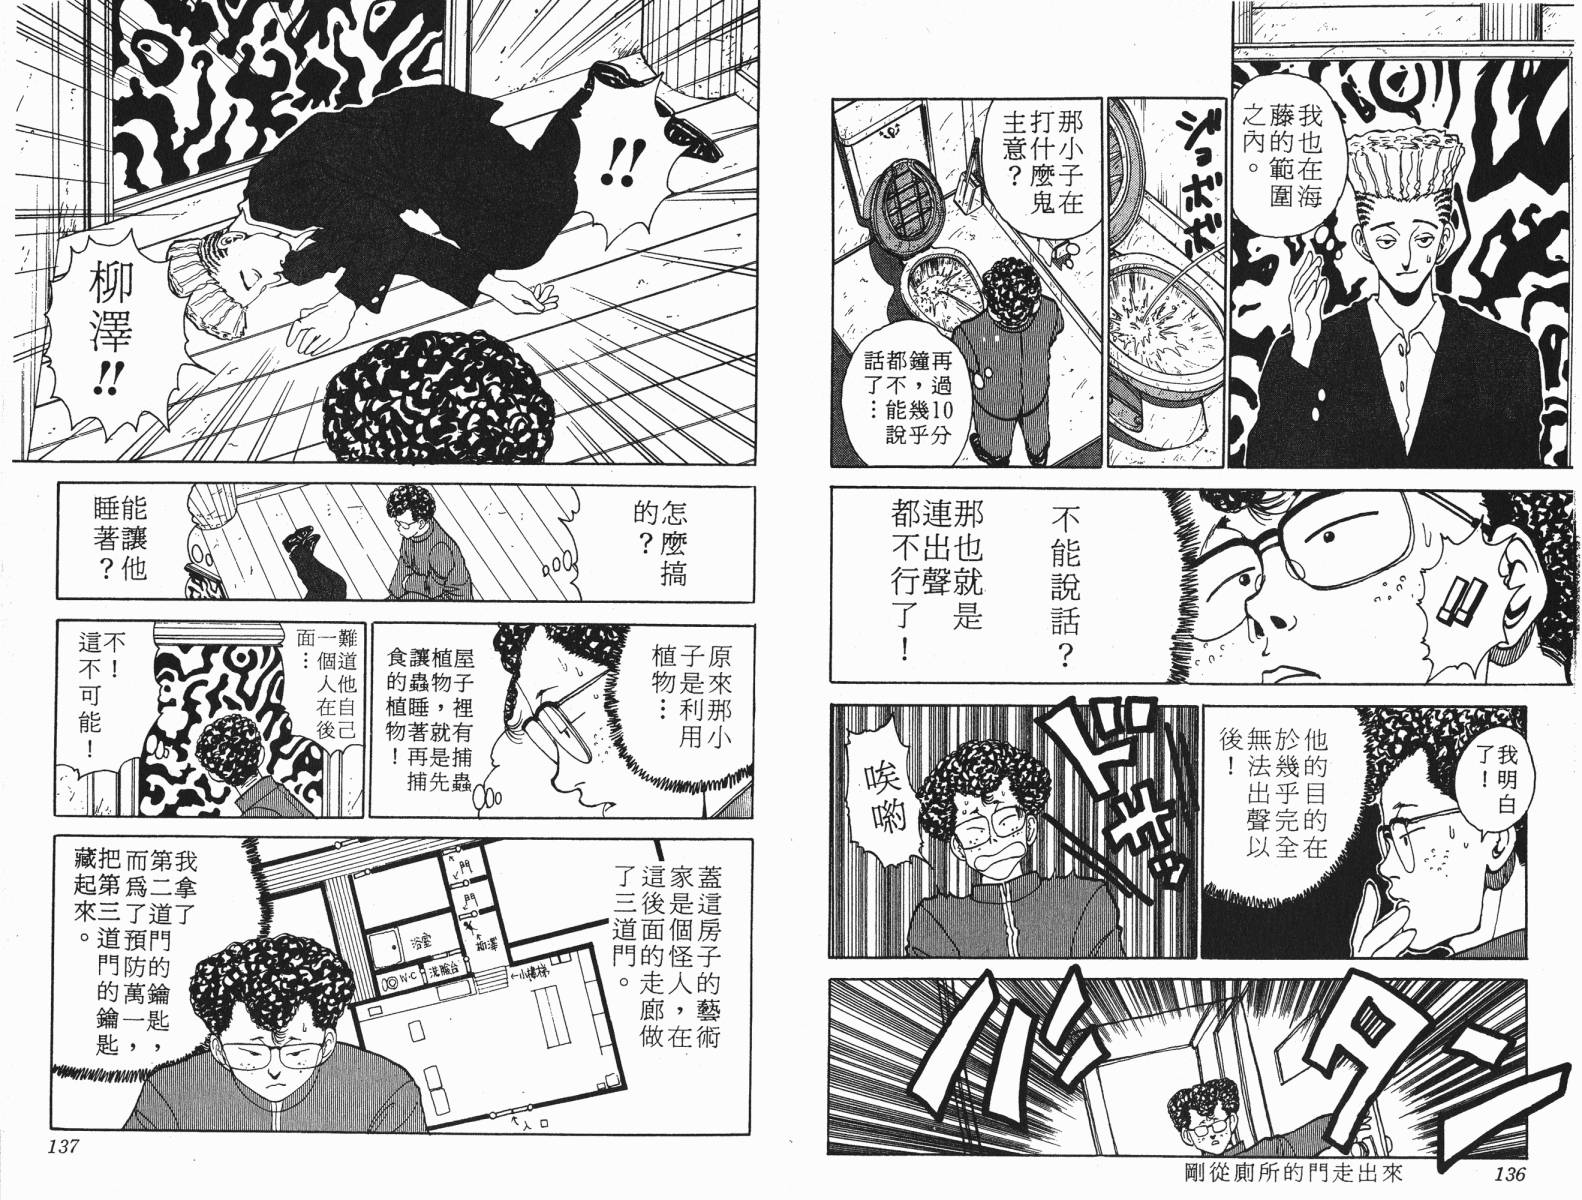 我也在海
藤的範圍
之內。
ジョボボボ
那小子在
打什麼鬼
主意？
再過10分
鐘，幾乎
都不能說
話了…
!!
不能說話？
那也就是
連出聲
都不行了！
我明白
了！
他的目的在
於幾乎完全
無法出聲以
後！
ドキッ
唉喲
バタン
剛從廁所的門走出來
136
!!
柳澤!!
怎麼搞
的？
能讓他
睡著？
原來那小
子是利用
植物…
屋子裡有捕蟲
植物，就是先
讓蟲睡著再捕
食的植物！
難道他自己
一個人在後
面…
不！
這不可能！
蓋這房子的藝術
家是個怪人，在
這後面的走廊做
了三道門。
門
門
柳澤
浴室
W·C
洗臉台
←小樓梯
入口
我拿了
第二道門的鑰匙，
而為了預防萬一，
把第三道門的鑰匙
藏起來。
137